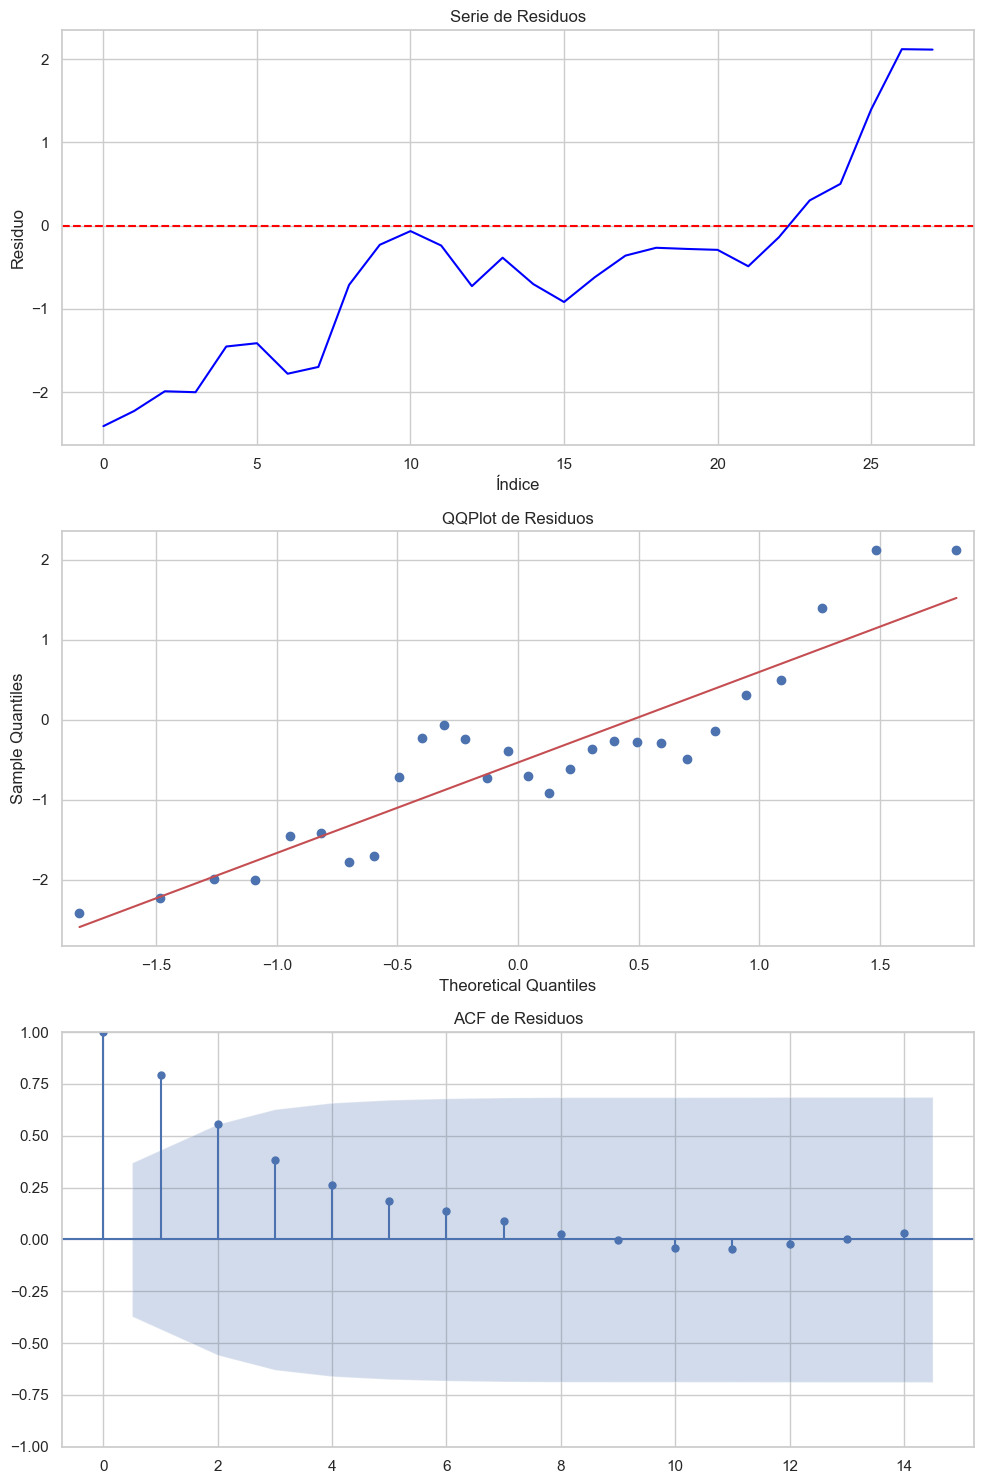 Serie de Residuos
2
1
0
−1
−2
Residuo
0 5 10 15 20 25
Índice
QQPlot de Residuos
2
1
0
−1
−2
Sample Quantiles
−1.5 −1.0 −0.5 0.0 0.5 1.0 1.5
Theoretical Quantiles
ACF de Residuos
1.00
0.75
0.50
0.25
0.00
−0.25
−0.50
−0.75
−1.00
0 2 4 6 8 10 12 14